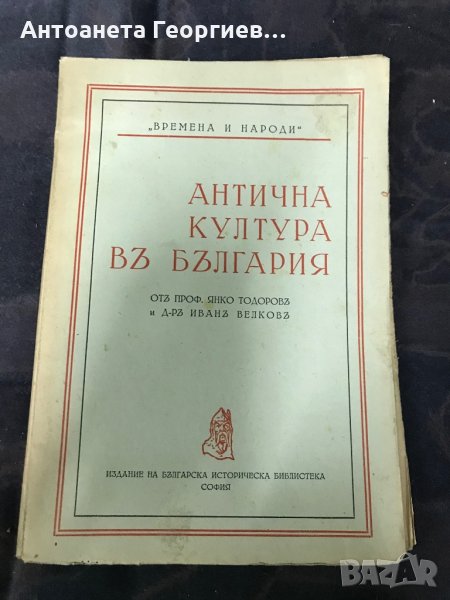 Антоанета Георгиев...
„ВРЕМЕНА И НАРОДИ“
АНТИЧНА
КУЛТУРА
ВЪ БЪЛГАРИЯ
ОТЪ ПРОФ. ЯНКО ТОДОРОВЪ
И Д-РЪ ИВАНЪ ВЕЛКОВЪ
ИЗДАНИЕ НА БЪЛГАРСКА ИСТОРИЧЕСКА БИБЛИОТЕКА
СОФИЯ
BAZAR